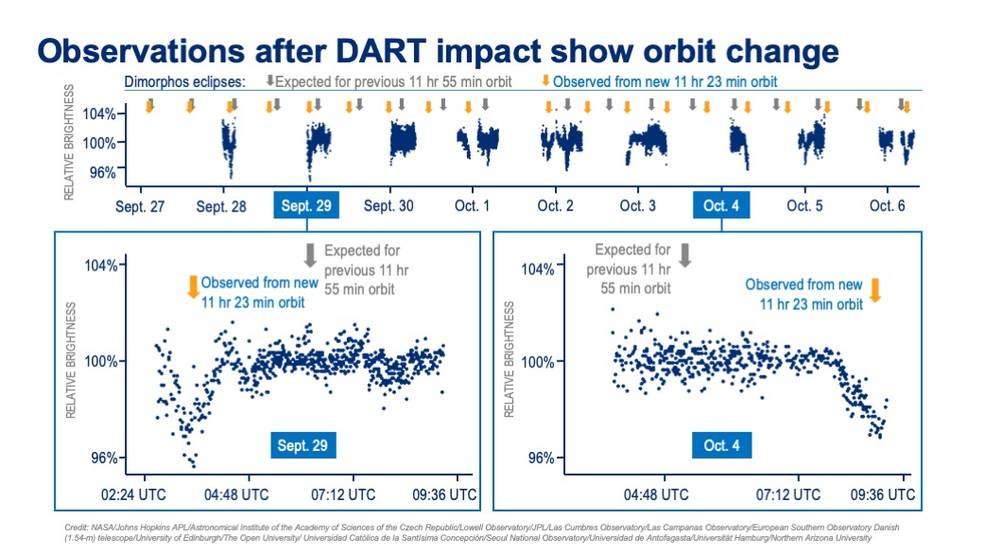 Observations after DART impact show orbit change
Dimorphos eclipses: Expected for previous 11 hr 55 min orbit Observed from new 11 hr 23 min orbit
RELATIVE BRIGHTNESS
104%
100%
96%
Sept. 27 Sept. 28 Sept. 29 Sept. 30 Oct. 1 Oct. 2 Oct. 3 Oct. 4 Oct. 5 Oct. 6
RELATIVE BRIGHTNESS
104%
100%
96%
Expected for
previous 11 hr
55 min orbit
Observed from new
11 hr 23 min orbit
Sept. 29
02:24 UTC 04:48 UTC 07:12 UTC 09:36 UTC
RELATIVE BRIGHTNESS
104%
100%
96%
Expected for
previous 11 hr
55 min orbit
Observed from new
11 hr 23 min orbit
Oct. 4
04:48 UTC 07:12 UTC 09:36 UTC
Credit: NASA/Johns Hopkins APL/Astronomical Institute of the Academy of Sciences of the Czech Republic/Lowell Observatory/JPL/Las Cumbres Observatory/Las Campanas Observatory/European Southern Observatory Danish
(1.54-m) telescope/University of Edinburgh/The Open University/ Universidad Católica de la Santísima Concepción/Seoul National Observatory/Universidad de Antofagasta/Universität Hamburg/Northern Arizona University